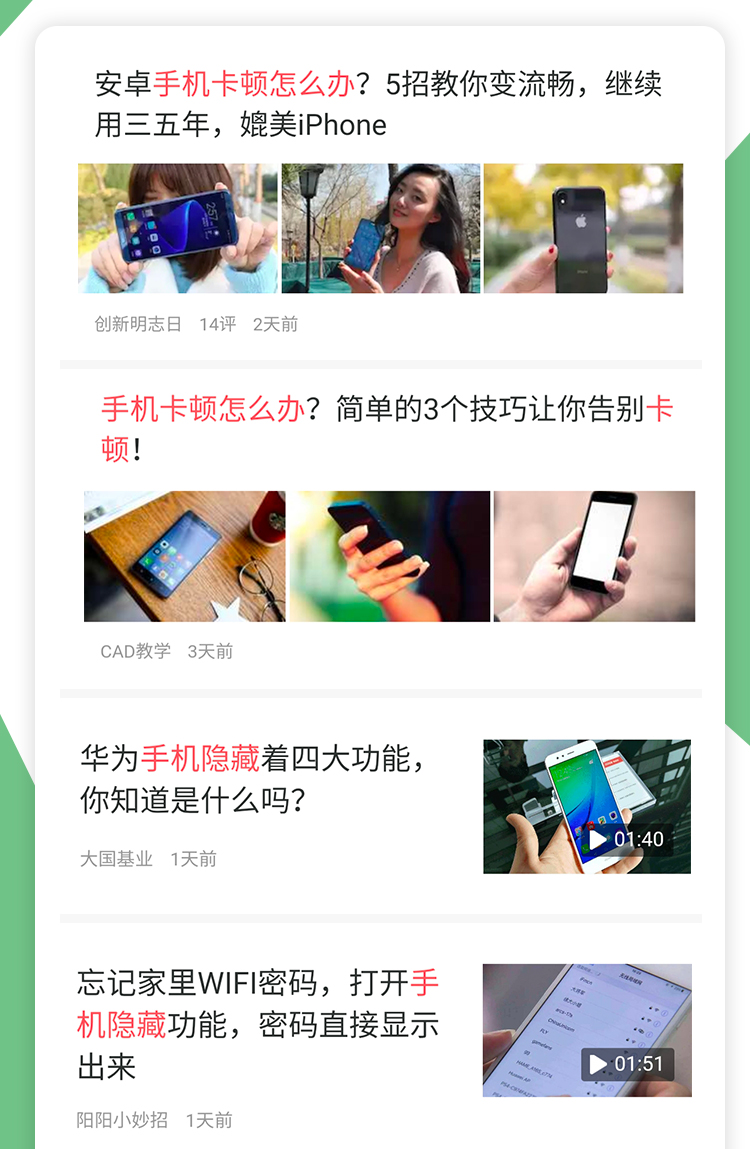 安卓手机卡顿怎么办？5招教你变流畅，继续
用三五年，媲美iPhone
创新明志日 14评 2天前
手机卡顿怎么办？简单的3个技巧让你告别卡
顿！
CAD教学 3天前
华为手机隐藏着四大功能，
你知道是什么吗？
01:40
大国基业 1天前
忘记家里WIFI密码，打开手
机隐藏功能，密码直接显示
出来
01:51
阳阳小妙招 1天前